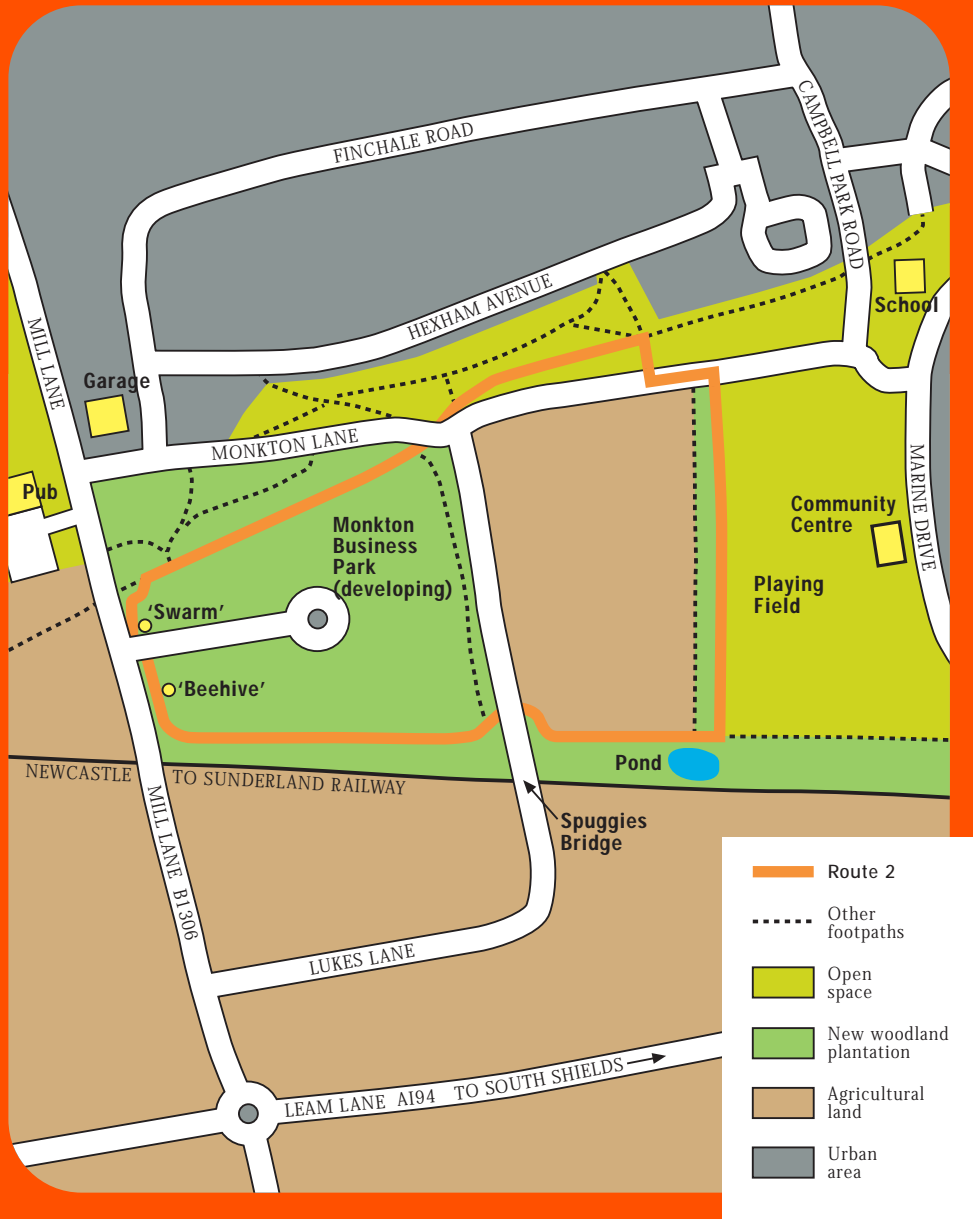 FINCHALE ROAD
CAMPBELL PARK ROAD
School
HEXHAM AVENUE
MILL LANE
Garage
MONKTON LANE
Pub
Monkton
Business
Park
(developing)
Community
Centre
MARINE DRIVE
Playing
Field
'Swarm'
'Beehive'
Pond
NEWCASTLE TO SUNDERLAND RAILWAY
Spuggies
Bridge
MILL LANE B1306
LUKES LANE
LEAM LANE A194 TO SOUTH SHIELDS
Route 2
Other
footpaths
Open
space
New woodland
plantation
Agricultural
land
Urban
area